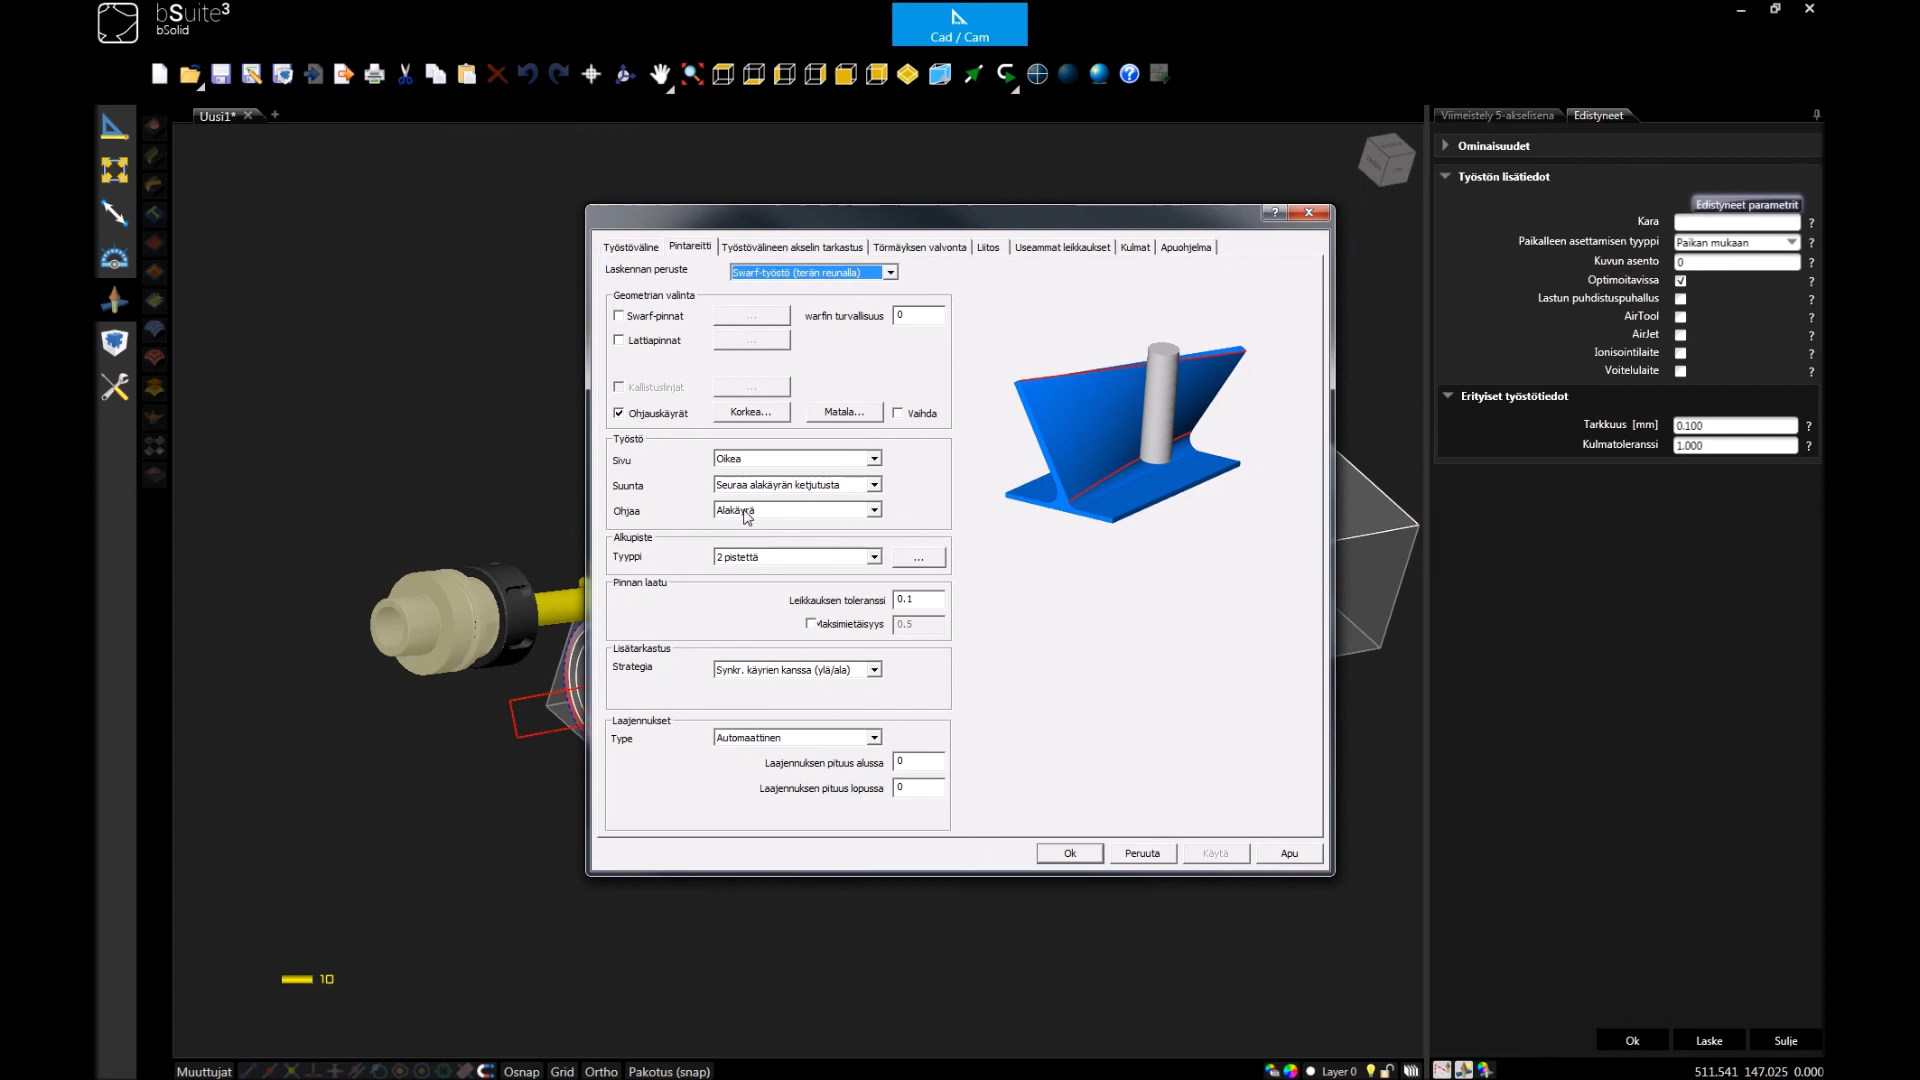 bSuite³
bSolid
Cad / Cam
Uusi1*
Viimeistely 5-akselisena
Edistyneet
Ominaisuudet
Työstön lisätiedot
Edistyneet parametrit
Kara ?
Paikalleen asettamisen tyyppi Paikan mukaan ?
Kuvun asento 0 ?
Optimoitavissa ?
Lastun puhdistuspuhallus ?
AirTool ?
AirJet ?
Ionisointilaite ?
Voitelulaite ?
Erityiset työstötiedot
Tarkkuus [mm] 0.100 ?
Kulmatoleranssi 1.000 ?
Työstöväline Pintareitti Työstövälineen akselin tarkastus Törmäyksen valvonta Liitos Useammat leikkaukset Kulmat Apuohjelma
Laskennan peruste Swarf-työstö (terän reunalla)
Geometrian valinta
Swarf-pinnat ... warfin turvallisuus 0
Lattiapinnat ...
Kallistuslinjat ...
Ohjauskäyrät Korkea... Matala... Vaihda
Työstö
Sivu Oikea
Suunta Seuraa alakäyrän ketjutusta
Ohjaa Alakäyrä
Alkupiste
Tyyppi 2 pistettä ...
Pinnan laatu
Leikkauksen toleranssi 0.1
Maksimietäisyys 0.5
Lisätarkastus
Strategia Synkr. käyrien kanssa (ylä/ala)
Laajennukset
Type Automaattinen
Laajennuksen pituus alussa 0
Laajennuksen pituus lopussa 0
Ok Peruuta Käytä Apu
10
Ok Laske Sulje
Muuttujat Osnap Grid Ortho Pakotus (snap) Layer 0 511.541 147.025 0.000